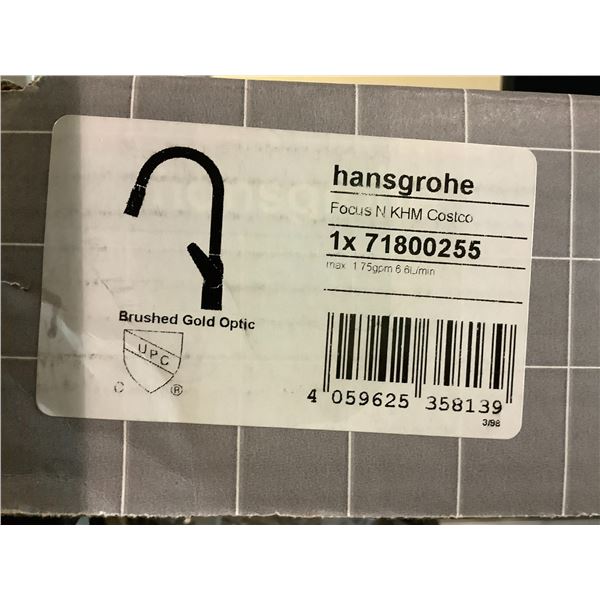 hansgrohe
Focus N KHM Costco
1x 71800255
max. 1.75gpm 6.6L/min
Brushed Gold Optic
UPC
C ®
4 059625 358139
3/98